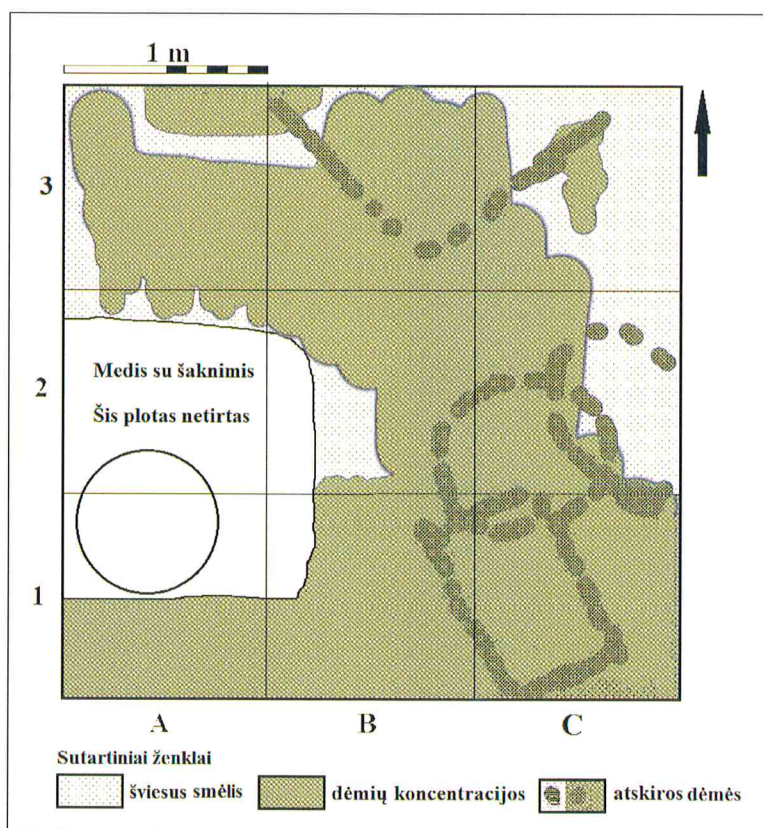 1 m
3
2
Medis su šaknimis
Šis plotas netirtas
1
A B C
Sutartiniai ženklai
šviesus smėlis dėmių koncentracijos atskiros dėmės